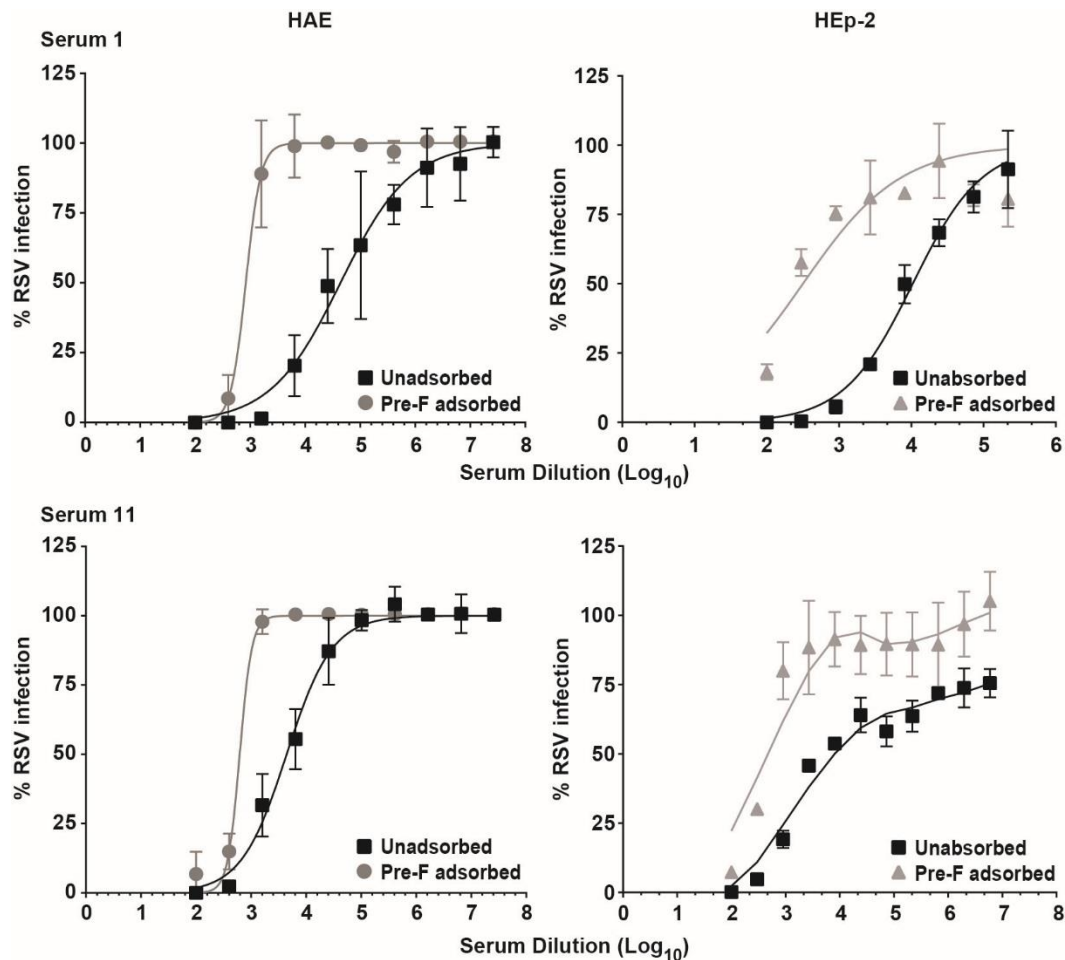 HAE
HEp-2
Serum 1
125
100
75
50
25
0
% RSV infection
Unadsorbed
Pre-F adsorbed
0 1 2 3 4 5 6 7 8
125
100
75
50
25
0
% RSV infection
Unabsorbed
Pre-F adsorbed
0 1 2 3 4 5 6
Serum Dilution (Log10)
Serum 11
125
100
75
50
25
0
% RSV infection
Unadsorbed
Pre-F adsorbed
0 1 2 3 4 5 6 7 8
125
100
75
50
25
0
% RSV infection
Unabsorbed
Pre-F adsorbed
0 1 2 3 4 5 6 7 8
Serum Dilution (Log10)